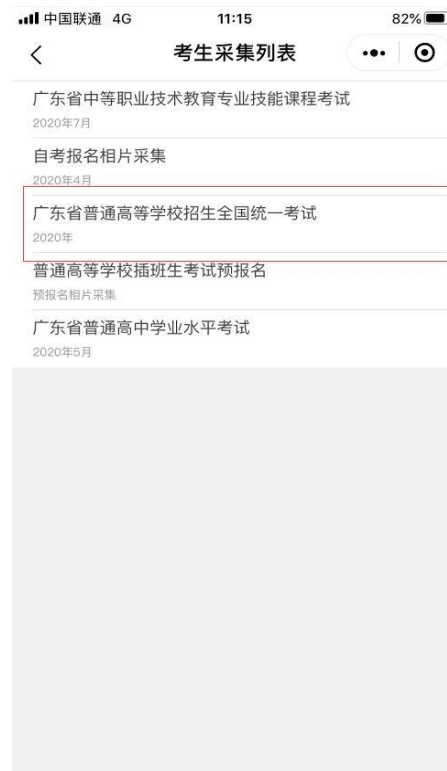 中国联通 4G 11:15 82%
考生采集列表
广东省中等职业技术教育专业技能课程考试
2020年7月
自考报名相片采集
2020年4月
广东省普通高等学校招生全国统一考试
2020年
普通高等学校插班生考试预报名
预报名相片采集
广东省普通高中学业水平考试
2020年5月